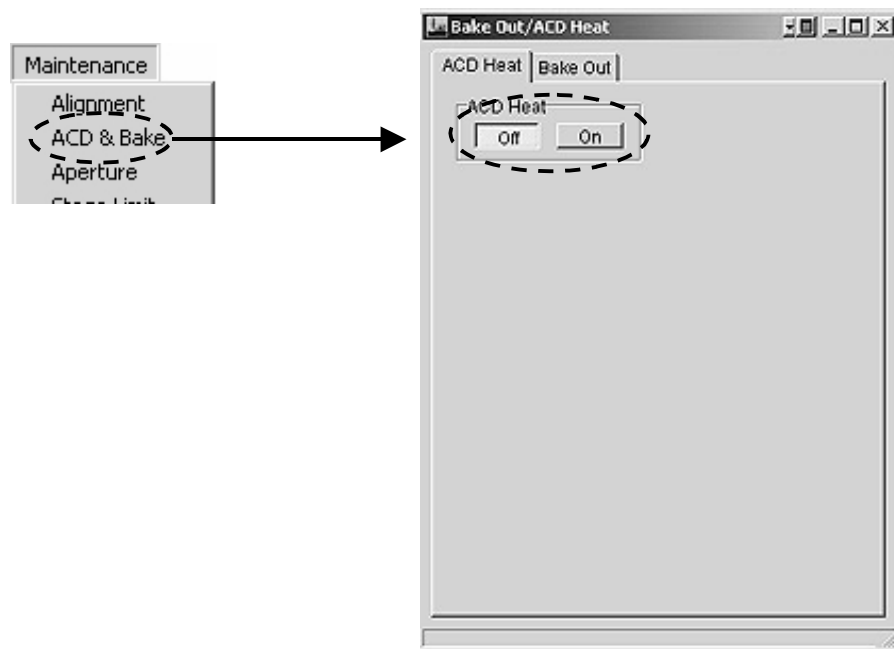 Maintenance
Alignment
ACD & Bake
Aperture
Bake Out/ACD Heat
ACD Heat
Bake Out
ACD Heat
Off
On